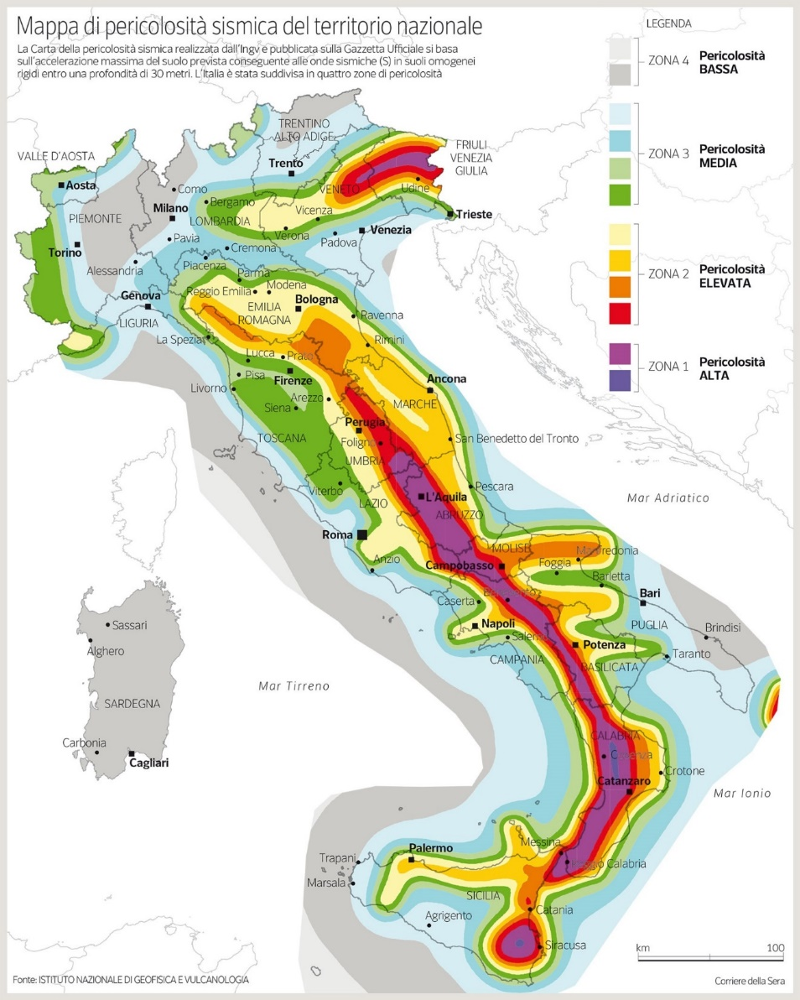 Mappa di pericolosità sismica del territorio nazionale
La Carta della pericolosità sismica realizzata dall'Ingv e pubblicata sulla Gazzetta Ufficiale si basa
sull'accelerazione massima del suolo prevista conseguente alle onde sismiche (S) in suoli omogenei
rigidi entro una profondità di 30 metri. L'Italia è stata suddivisa in quattro zone di pericolosità
LEGENDA
ZONA 4
Pericolosità
BASSA
ZONA 3
Pericolosità
MEDIA
ZONA 2
Pericolosità
ELEVATA
ZONA 1
Pericolosità
ALTA
TRENTINO
ALTO ADIGE
FRIULI
VENEZIA
GIULIA
VALLE D'AOSTA
Trento
Aosta
Como
VENETO
Udine
Milano
Bergamo
Vicenza
Trieste
PIEMONTE
LOMBARDIA
Verona
Venezia
Pavia
Padova
Torino
Cremona
Alessandria
Piacenza
Parma
Modena
Reggio Emilia
Genova
Bologna
EMILIA
ROMAGNA
LIGURIA
Ravenna
La Spezia
Rimini
Lucca
Prato
Pisa
Firenze
Ancona
Livorno
Arezzo
Siena
MARCHE
Perugia
TOSCANA
Foligno
San Benedetto del Tronto
UMBRIA
Viterbo
Pescara
L'Aquila
LAZIO
ABRUZZO
Mar Adriatico
Roma
MOLISE
Manfredonia
Anzio
Campobasso
Foggia
Barletta
Benevento
Caserta
Bari
Napoli
PUGLIA
Sassari
Salerno
Brindisi
Potenza
Alghero
Taranto
CAMPANIA
BASILICATA
Mar Tirreno
SARDEGNA
CALABRIA
Carbonia
Cosenza
Cagliari
Crotone
Catanzaro
Mar Ionio
Messina
Palermo
Trapani
Reggio Calabria
Marsala
SICILIA
Catania
Agrigento
Siracusa
km
100
Fonte: ISTITUTO NAZIONALE DI GEOFISICA E VULCANOLOGIA
Corriere della Sera